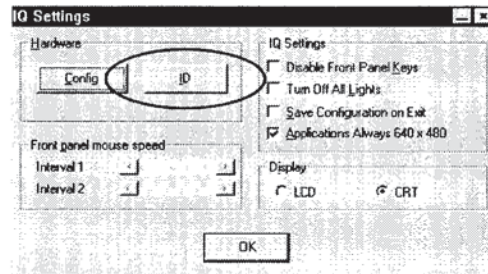 IQ Settings
Hardware
Config
ID
Front panel mouse speed
Interval 1
Interval 2
IQ Settings
Disable Front Panel Keys
Turn Off All Lights
Save Configuration on Exit
Applications Always 640 x 480
Display
LCD
CRT
OK